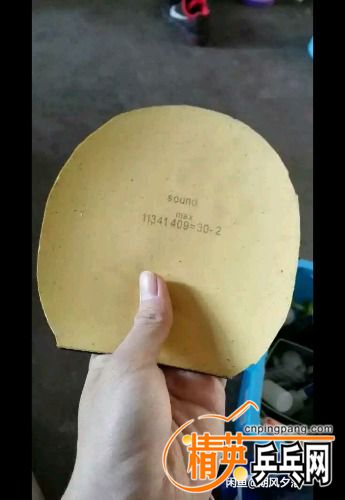 sound
max
11341409=30-2
cnpingpang.com
精英乒乓网